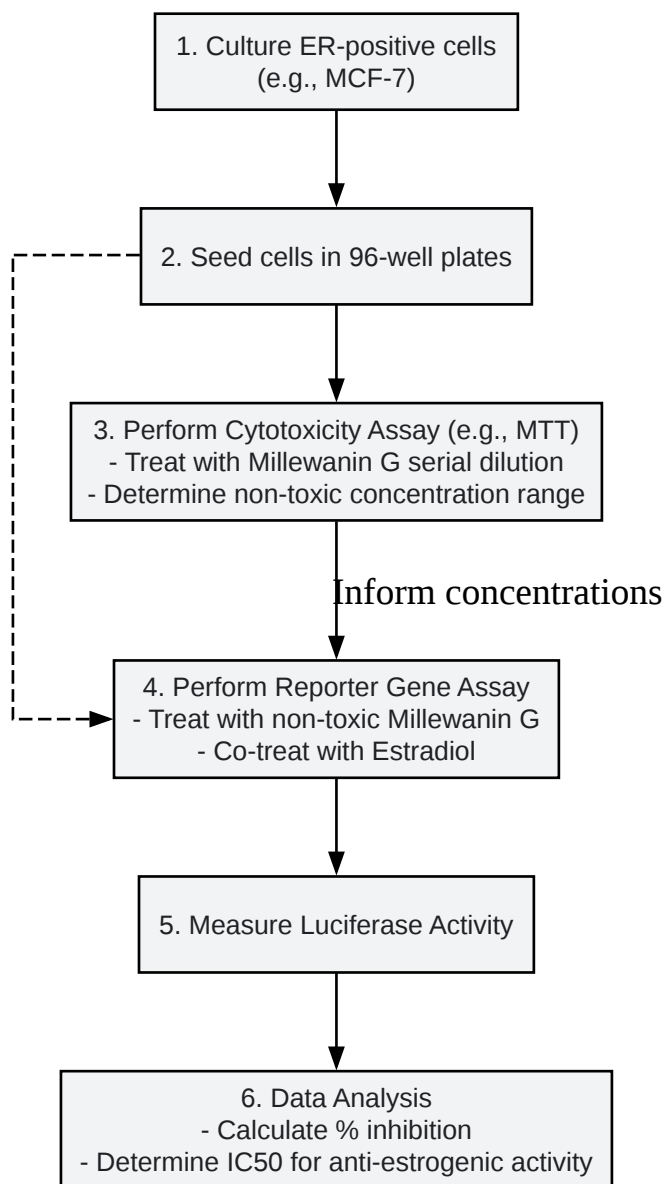 1. Culture ER-positive cells
(e.g., MCF-7)
2. Seed cells in 96-well plates
3. Perform Cytotoxicity Assay (e.g., MTT)
- Treat with Millewanin G serial dilution
- Determine non-toxic concentration range
Inform concentrations
4. Perform Reporter Gene Assay
- Treat with non-toxic Millewanin G
- Co-treat with Estradiol
5. Measure Luciferase Activity
6. Data Analysis
- Calculate % inhibition
- Determine IC50 for anti-estrogenic activity